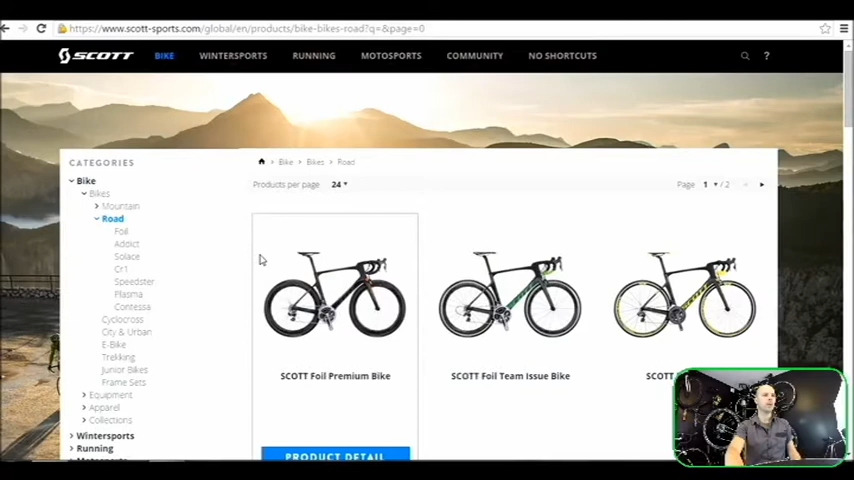 https://www.scott-sports.com/global/en/products/bike-bikes-road?q=&page=0
SCOTT BIKE WINTERSPORTS RUNNING MOTOSPORTS COMMUNITY NO SHORTCUTS ?
CATEGORIES
Bike
Bikes
Mountain
Road
Foil
Addict
Solace
Cr1
Speedster
Plasma
Contessa
Cyclocross
City & Urban
E-Bike
Trekking
Junior Bikes
Frame Sets
Equipment
Apparel
Collections
Wintersports
Running
Bike Bikes Road
Products per page 24
Page 1 / 2
SCOTT Foil Premium Bike
SCOTT Foil Team Issue Bike
PRODUCT DETAIL